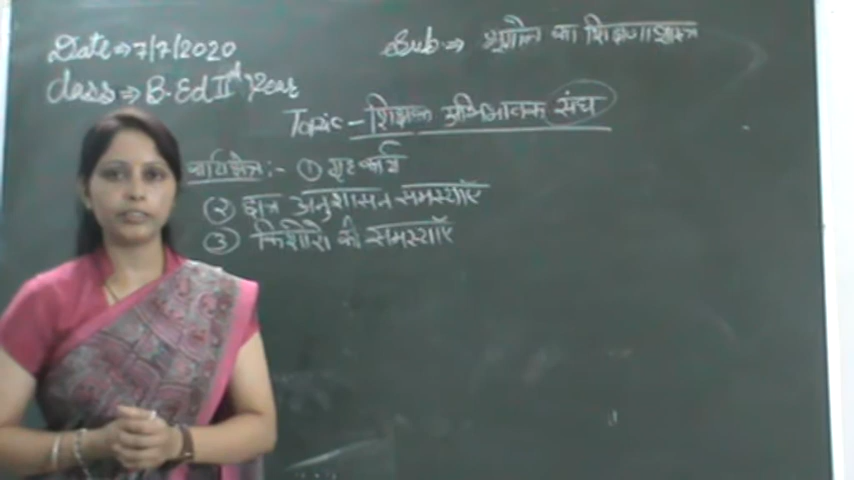 Date → 7/7/2020
Sub → भूगोल का शिक्षणशास्त्र
Class → B.Ed IInd Year
Topic - शिक्षक अभिभावक संघ
कार्यक्षेत्र :- ① गृहकार्य
② छात्र अनुशासन समस्याएँ
③ किशोरों की समस्याएँ